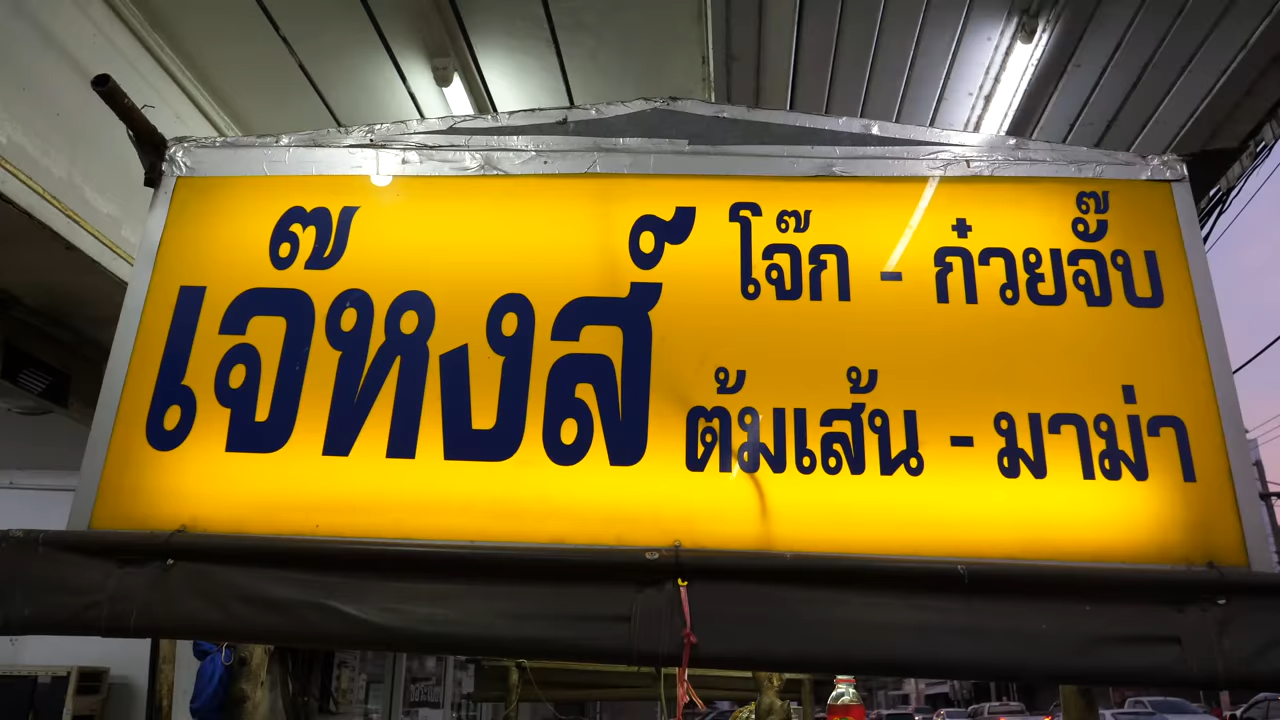 เจ๊หงส์
โจ๊ก - ก๋วยจั๊บ
ต้มเส้น - มาม่า